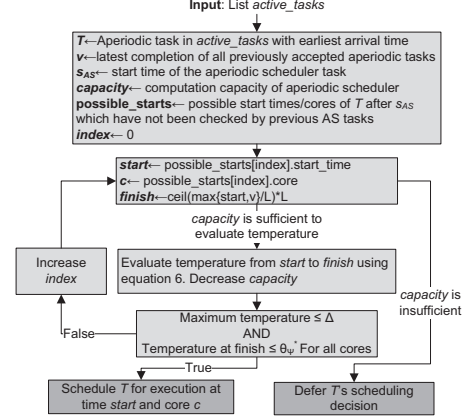 Input: List active_tasks
T←Aperiodic task in active_tasks with earliest arrival time
v←latest completion of all previously accepted aperiodic tasks
s_AS← start time of the aperiodic scheduler task
capacity← computation capacity of aperiodic scheduler
possible_starts← possible start times/cores of T after s_AS
which have not been checked by previous AS tasks
index← 0
start← possible_starts[index].start_time
c← possible_starts[index].core
finish←ceil(max{start,v}/L)*L
capacity is sufficient to
evaluate temperature
Increase
index
Evaluate temperature from start to finish using
equation 6. Decrease capacity
capacity is
insufficient
Maximum temperature ≤ Δ
AND
Temperature at finish ≤ θ_Ψ* For all cores
False
True
Schedule T for execution at
time start and core c
Defer T's scheduling
decision